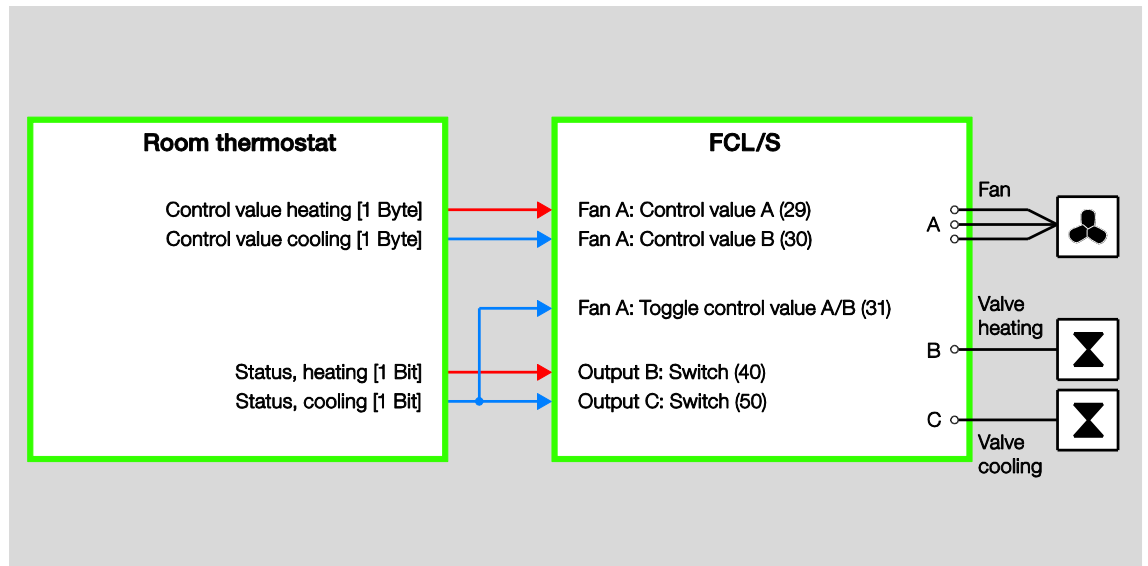 Room thermostat
FCL/S
Control value heating [1 Byte]
Control value cooling [1 Byte]
Status, heating [1 Bit]
Status, cooling [1 Bit]
Fan A: Control value A (29)
Fan A: Control value B (30)
Fan A: Toggle control value A/B (31)
Output B: Switch (40)
Output C: Switch (50)
A
B
C
Fan
Valve
heating
Valve
cooling